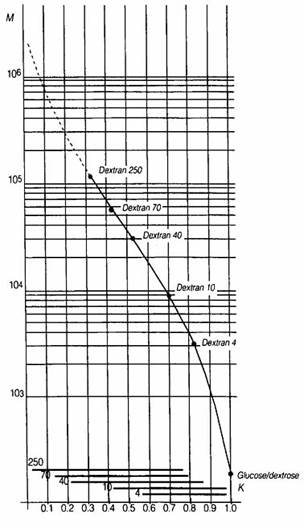 M
10⁶
Dextran 250
10⁵
Dextran 70
Dextran 40
10⁴
Dextran 10
Dextran 4
10³
250
70
40
10
4
Glucose/dextrose
K
0.1 0.2 0.3 0.4 0.5 0.6 0.7 0.8 0.9 1.0